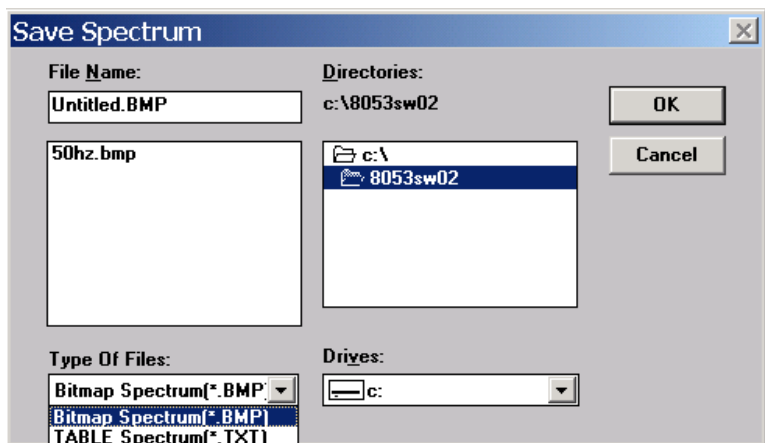 Save Spectrum
File Name:
Untitled.BMP
50hz.bmp
Directories:
c:\8053sw02
c:\
8053sw02
OK
Cancel
Type Of Files:
Bitmap Spectrum(*.BMP)
Bitmap Spectrum(*.BMP)
TABLE Spectrum(*.TXT)
Drives:
c: